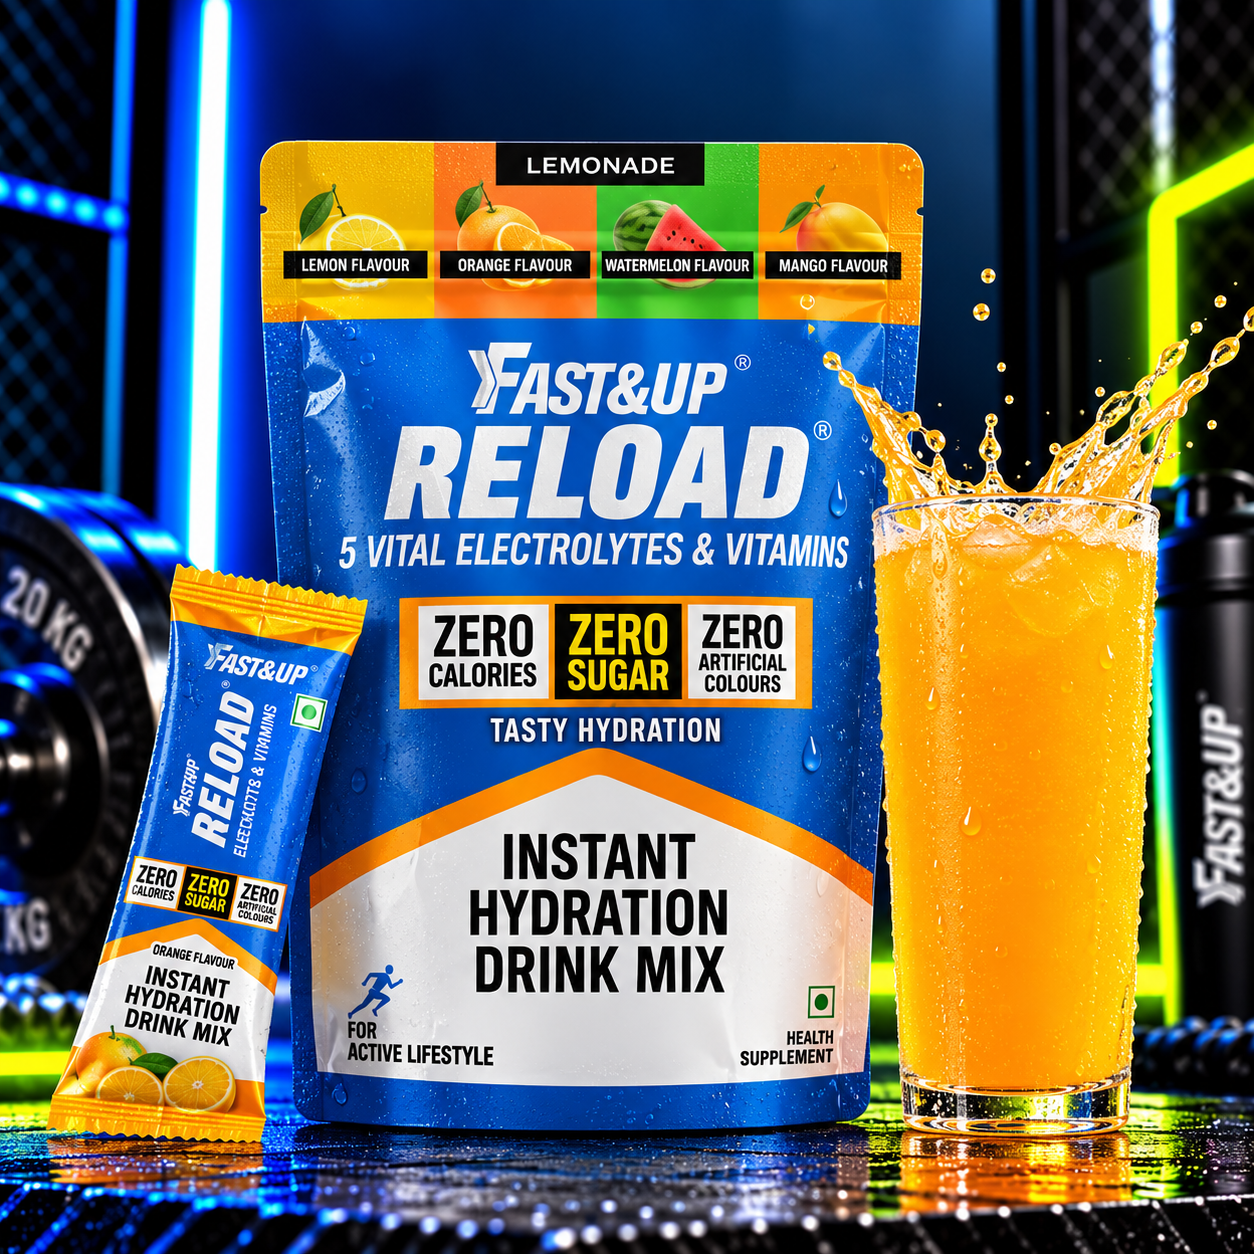 LEMONADE
LEMON FLAVOUR
ORANGE FLAVOUR
WATERMELON FLAVOUR
MANGO FLAVOUR
FAST&UP®
RELOAD®
5 VITAL ELECTROLYTES & VITAMINS
ZERO
CALORIES
ZERO
SUGAR
ZERO
ARTIFICIAL
COLOURS
TASTY HYDRATION
INSTANT
HYDRATION
DRINK MIX
FOR
ACTIVE LIFESTYLE
HEALTH
SUPPLEMENT
20 KG
KG
FAST&UP®
FAST&UP®
RELOAD®
& VITAMINS
ZERO
CALORIES
ZERO
SUGAR
ZERO
ARTIFICIAL
COLOURS
ORANGE FLAVOUR
INSTANT
HYDRATION
DRINK MIX
FAST&UP